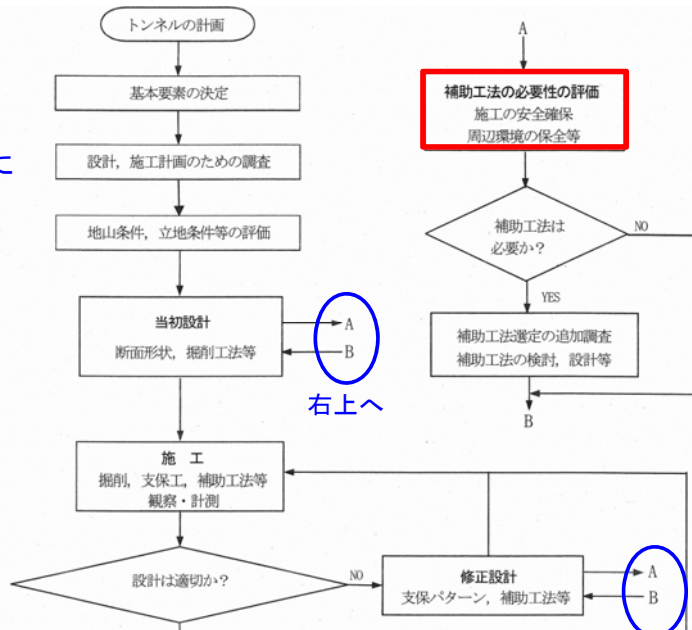 トンネルの計画
基本要素の決定
設計，施工計画のための調査
に
地山条件，立地条件等の評価
当初設計
断面形状，掘削工法等
A
B
右上へ
施　工
掘削，支保工，補助工法等
観察・計測
設計は適切か？
NO
修正設計
支保パターン，補助工法等
A
B
A
補助工法の必要性の評価
施工の安全確保
周辺環境の保全等
補助工法は
必要か？
NO
YES
補助工法選定の追加調査
補助工法の検討，設計等
B